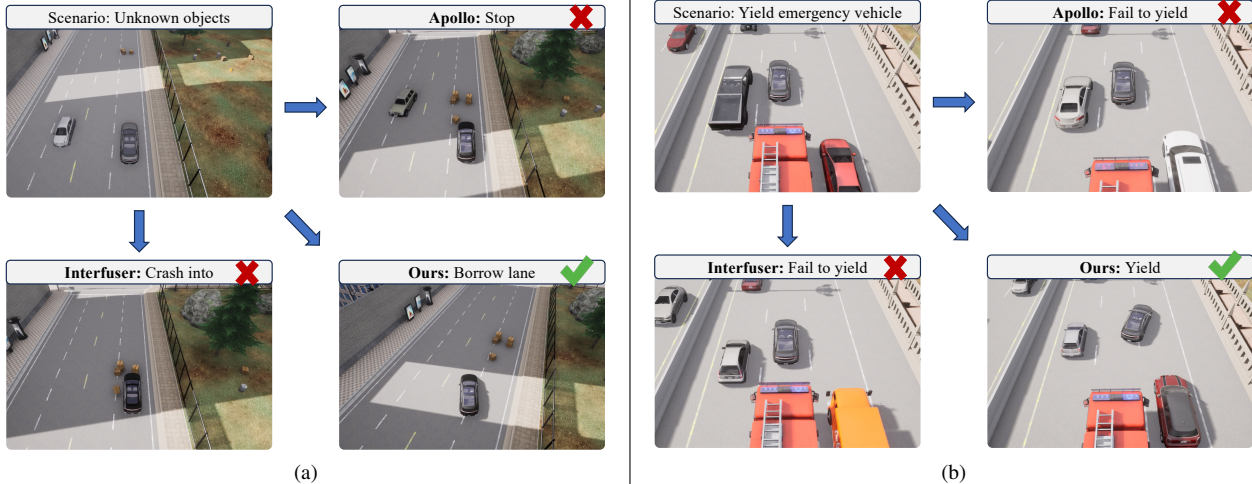 Scenario: Unknown objects
Apollo: Stop
Interfuser: Crash into
Ours: Borrow lane
(a)
Scenario: Yield emergency vehicle
Apollo: Fail to yield
Interfuser: Fail to yield
Ours: Yield
(b)